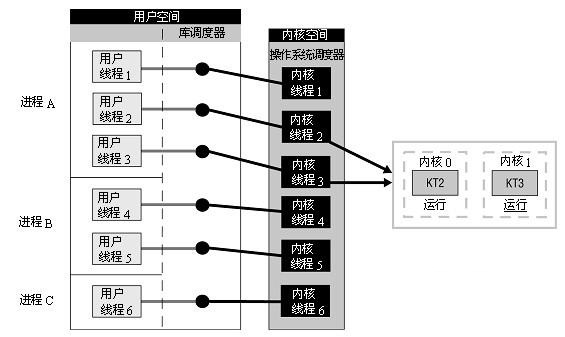 用户空间
库调度器
内核空间
操作系统调度器
进程 A
用户
线程 1
用户
线程 2
用户
线程 3
进程 B
用户
线程 4
用户
线程 5
进程 C
用户
线程 6
内核
线程 1
内核
线程 2
内核
线程 3
内核
线程 4
内核
线程 5
内核
线程 6
内核 0
KT2
运行
内核 1
KT3
运行